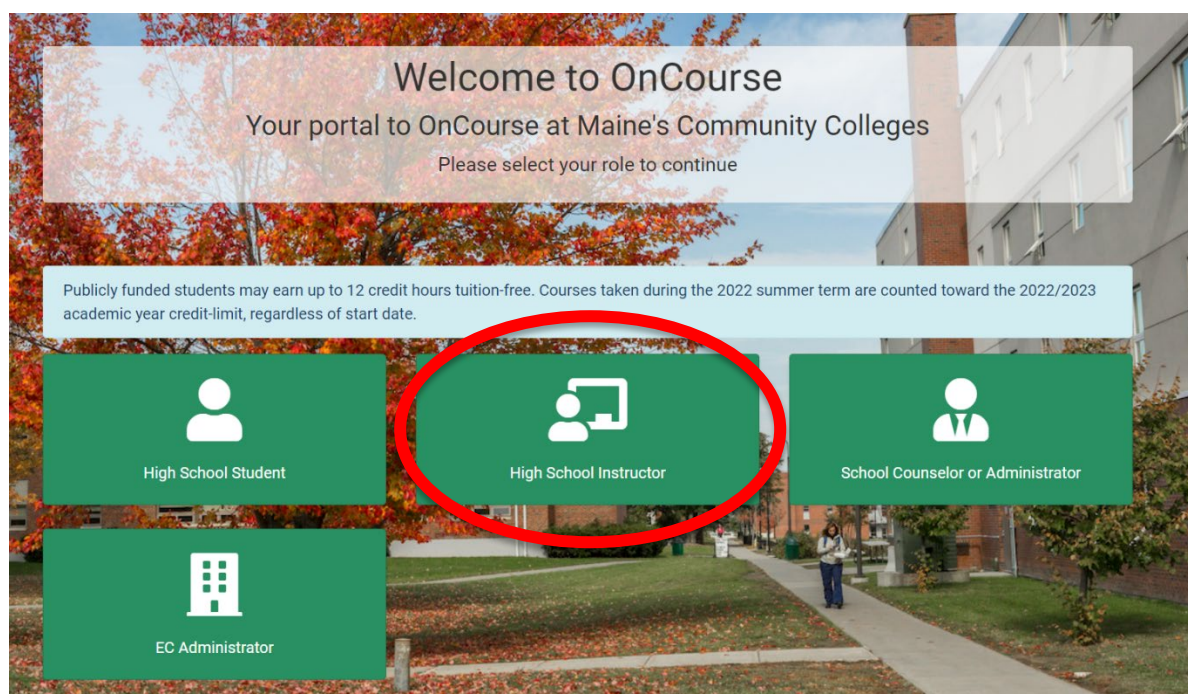 Welcome to OnCourse
Your portal to OnCourse at Maine's Community Colleges
Please select your role to continue
Publicly funded students may earn up to 12 credit hours tuition-free. Courses taken during the 2022 summer term are counted toward the 2022/2023
academic year credit-limit, regardless of start date.
High School Student
High School Instructor
School Counselor or Administrator
EC Administrator